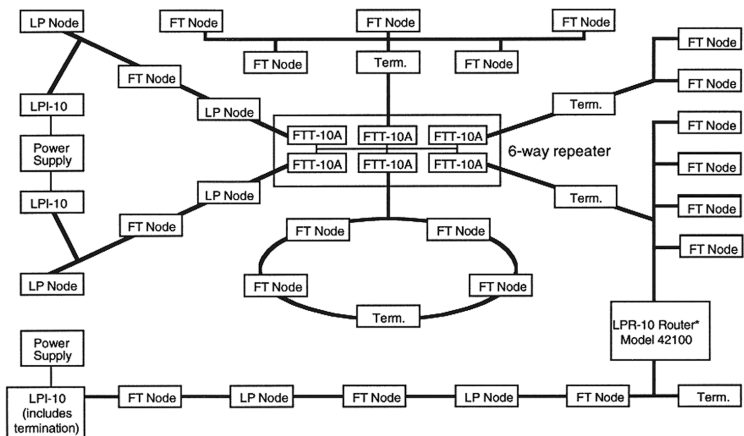 LP Node
FT Node
FT Node
FT Node
FT Node
FT Node
FT Node
Term.
FT Node
FT Node
LPI-10
LP Node
Term.
FTT-10A
FTT-10A
FTT-10A
FT Node
Power
Supply
6-way repeater
FTT-10A
FTT-10A
FTT-10A
FT Node
LPI-10
LP Node
Term.
FT Node
FT Node
FT Node
FT Node
FT Node
LP Node
FT Node
FT Node
Term.
LPR-10 Router*
Model 42100
Power
Supply
LPI-10
(includes
termination)
FT Node
LP Node
FT Node
LP Node
FT Node
Term.